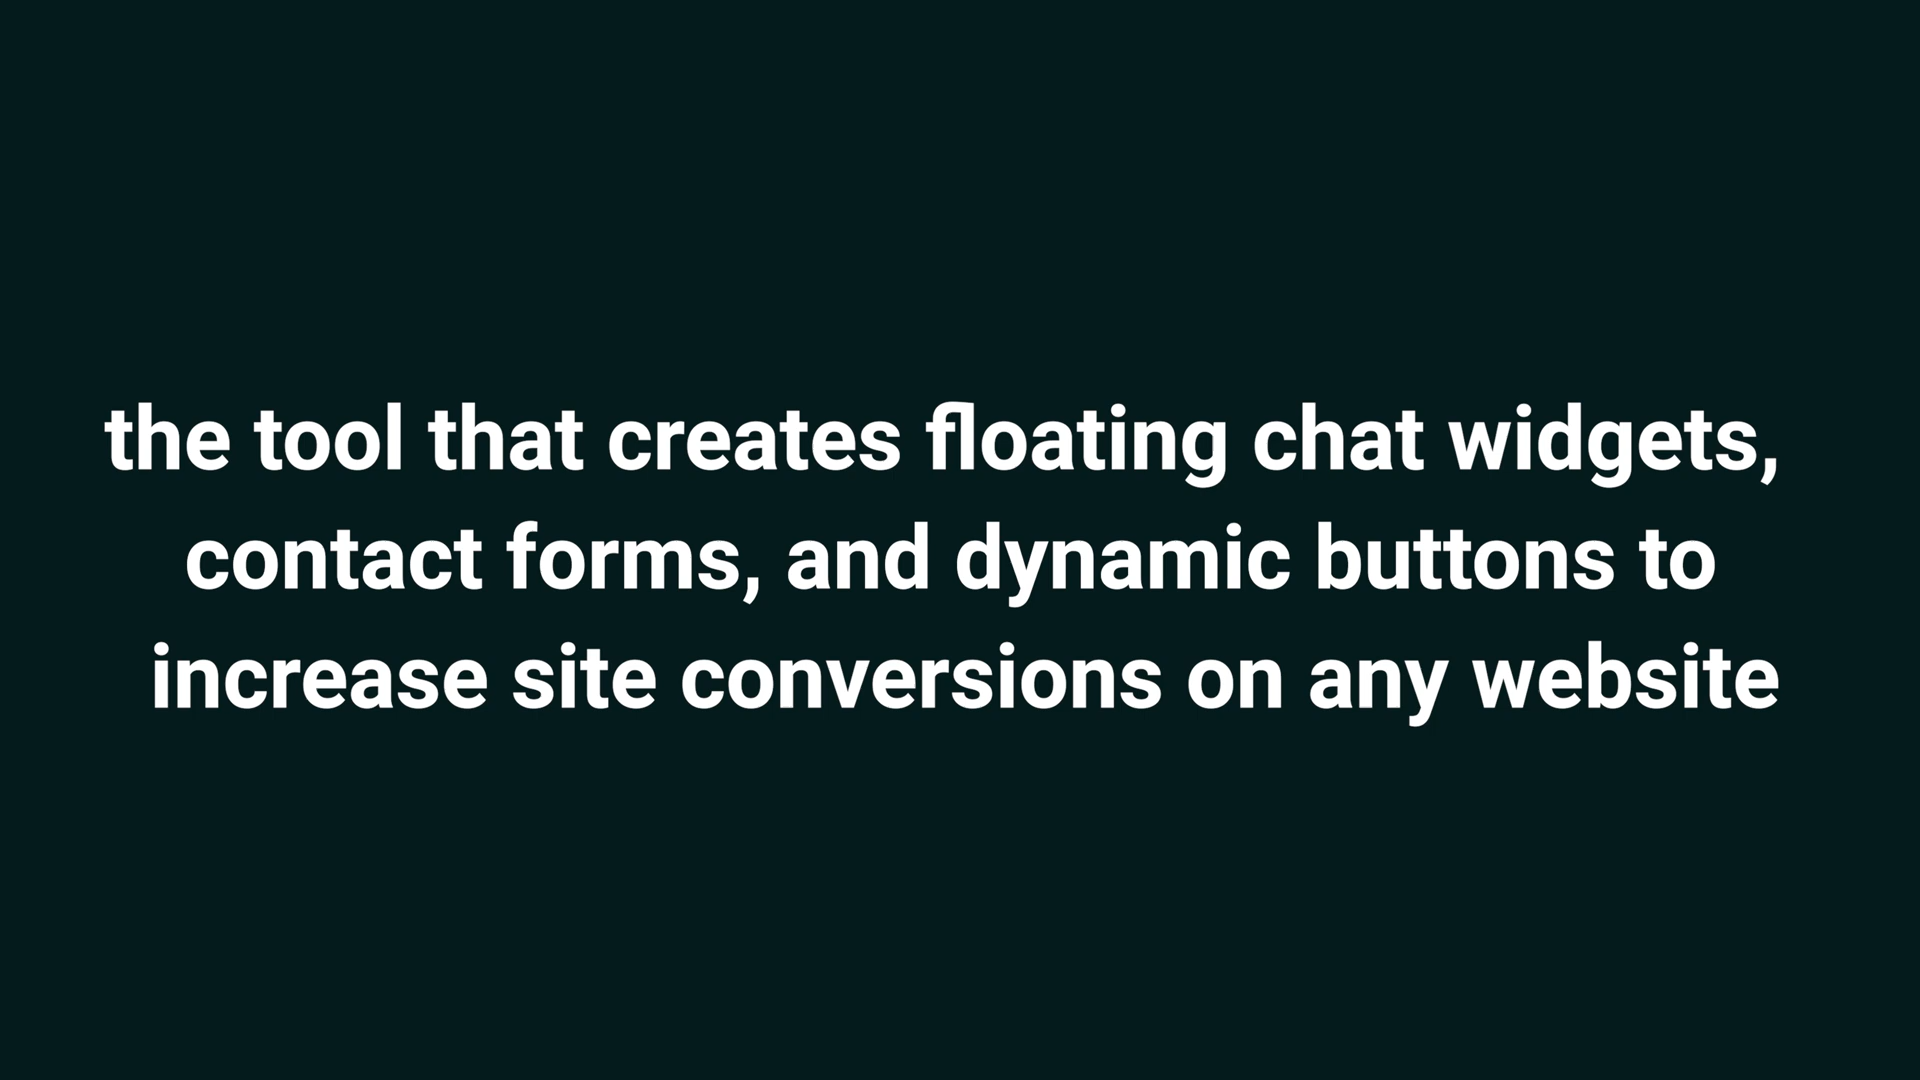 the tool that creates floating chat widgets,
contact forms, and dynamic buttons to
increase site conversions on any website